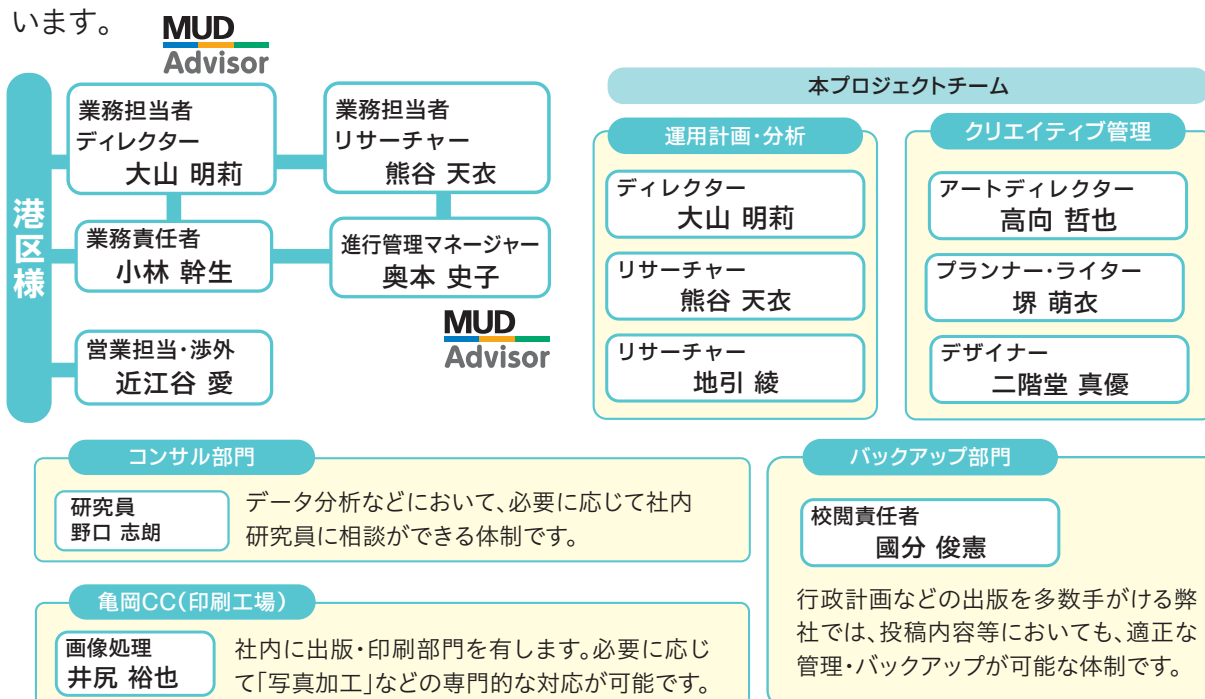 います。
MUD
Advisor
港区様
業務担当者
ディレクター
大山 明莉
業務担当者
リサーチャー
熊谷 天衣
業務責任者
小林 幹生
進行管理マネージャー
奥本 史子
MUD
Advisor
営業担当・渉外
近江谷 愛
本プロジェクトチーム
運用計画・分析
ディレクター
大山 明莉
リサーチャー
熊谷 天衣
リサーチャー
地引 綾
クリエイティブ管理
アートディレクター
高向 哲也
プランナー・ライター
堺 萌衣
デザイナー
二階堂 真優
コンサル部門
研究員
野口 志朗
データ分析などにおいて、必要に応じて社内
研究員に相談ができる体制です。
亀岡CC(印刷工場)
画像処理
井尻 裕也
社内に出版・印刷部門を有します。必要に応じ
て「写真加工」などの専門的な対応が可能です。
バックアップ部門
校閲責任者
國分 俊憲
行政計画などの出版を多数手がける弊
社では、投稿内容等においても、適正な
管理・バックアップが可能な体制です。